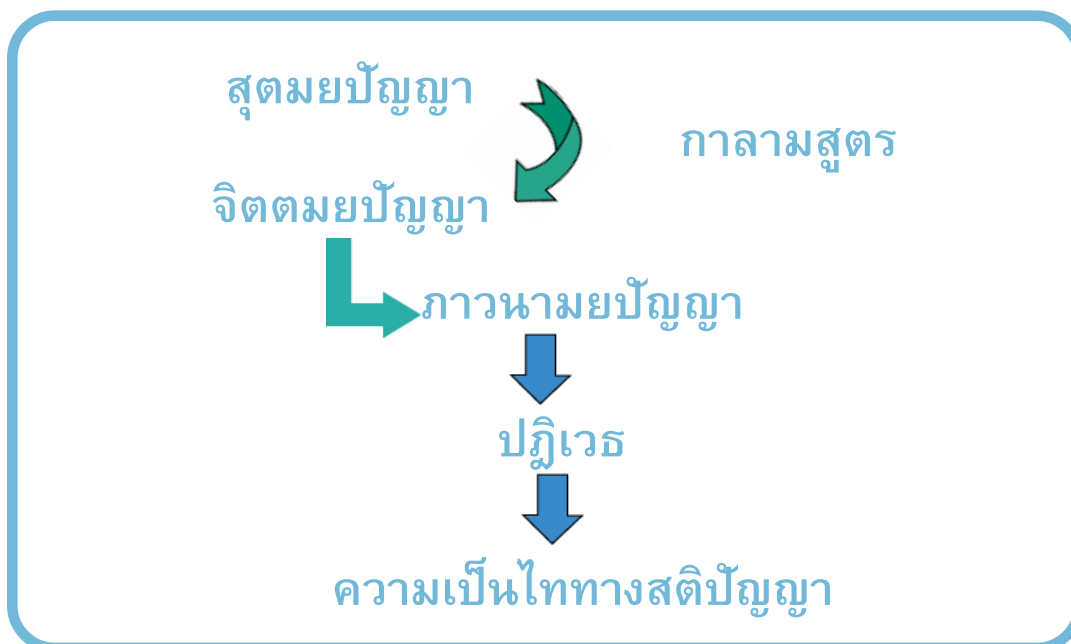 สุตมยปัญญา
กาลามสูตร
จิตตมยปัญญา
ภาวนามยปัญญา
ปฎิเวธ
ความเป็นไททางสติปัญญา